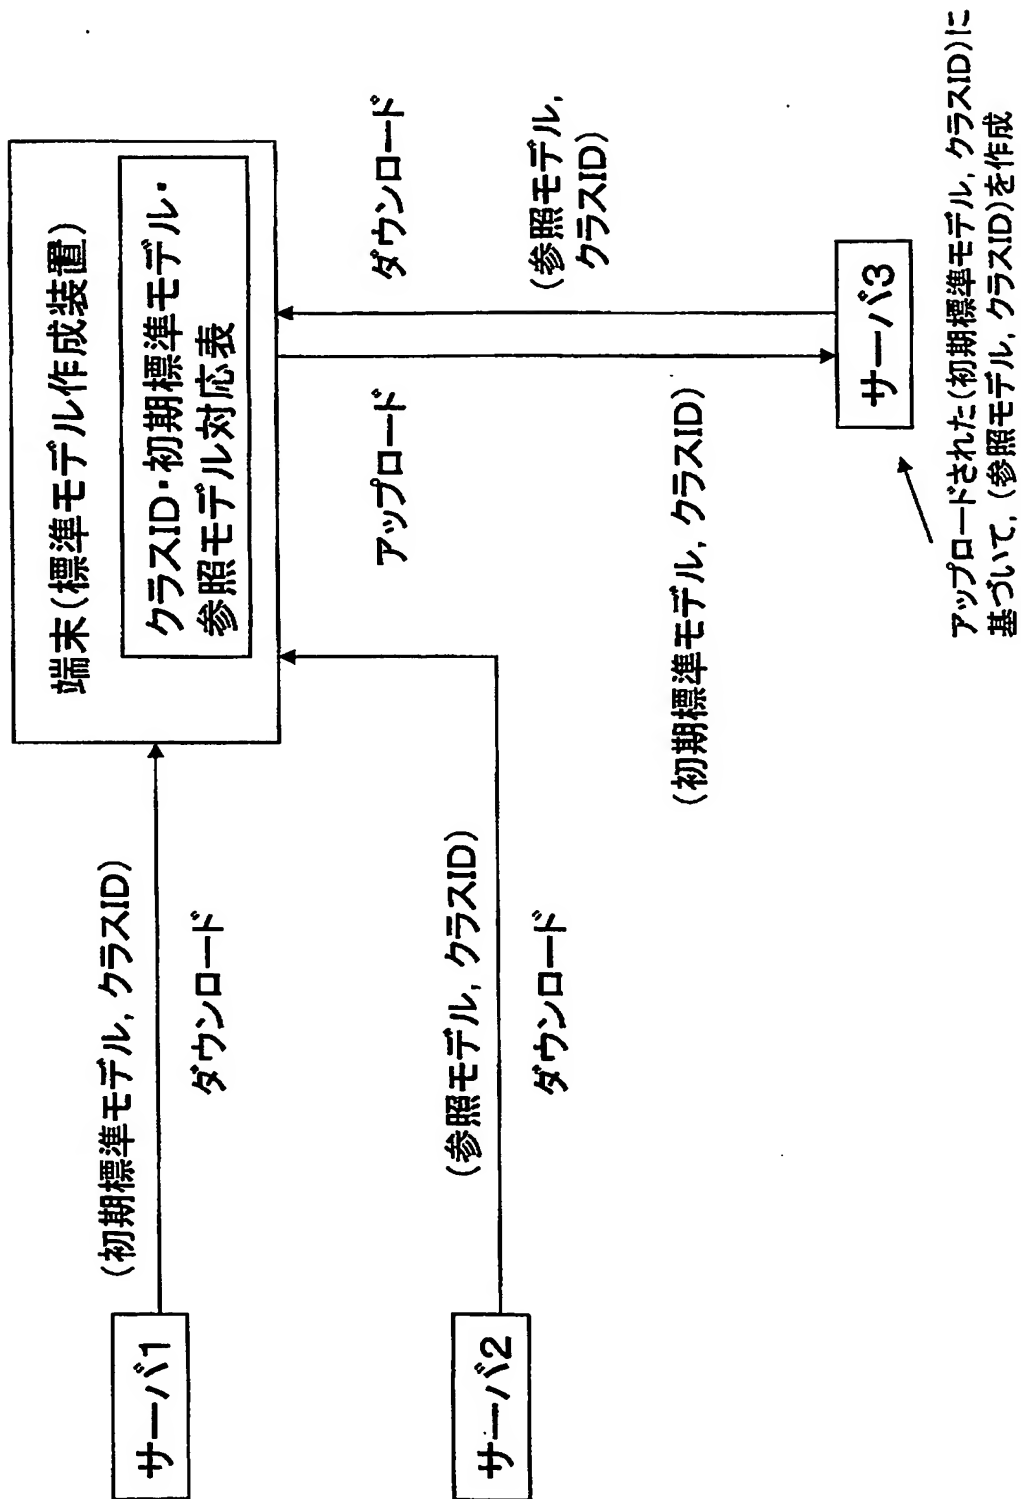 端末(標準モデル作成装置)
クラスID・初期標準モデル・
参照モデル対応表
(初期標準モデル, クラスID)
ダウンロード
サーバ1
(参照モデル, クラスID)
ダウンロード
サーバ2
アップロード
(初期標準モデル, クラスID)
ダウンロード
(参照モデル,
クラスID)
サーバ3
アップロードされた(初期標準モデル, クラスID)に
基づいて, (参照モデル, クラスID)を作成